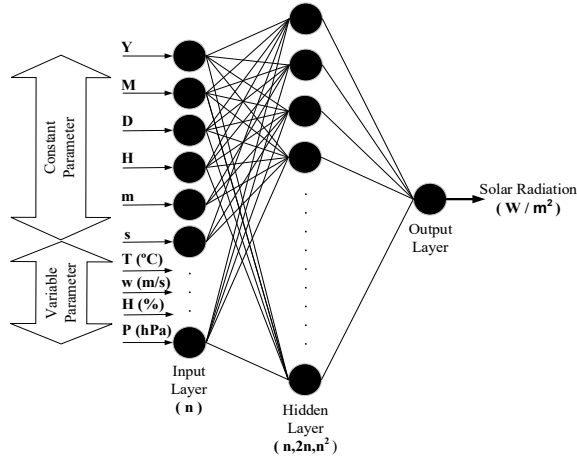 Y
M
D
H
m
s
T (ºC)
w (m/s)
H (%)
P (hPa)
Constant
Parameter
Variable
Parameter
Input
Layer
( n )
Hidden
Layer
( n,2n,n² )
Output
Layer
Solar Radiation
( W / m² )